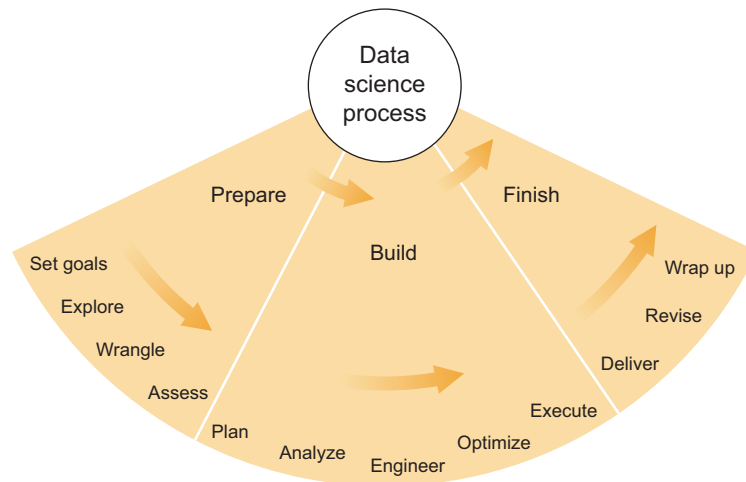 Data
science
process
Prepare
Finish
Build
Set goals
Explore
Wrangle
Assess
Plan
Analyze
Engineer
Optimize
Execute
Deliver
Revise
Wrap up